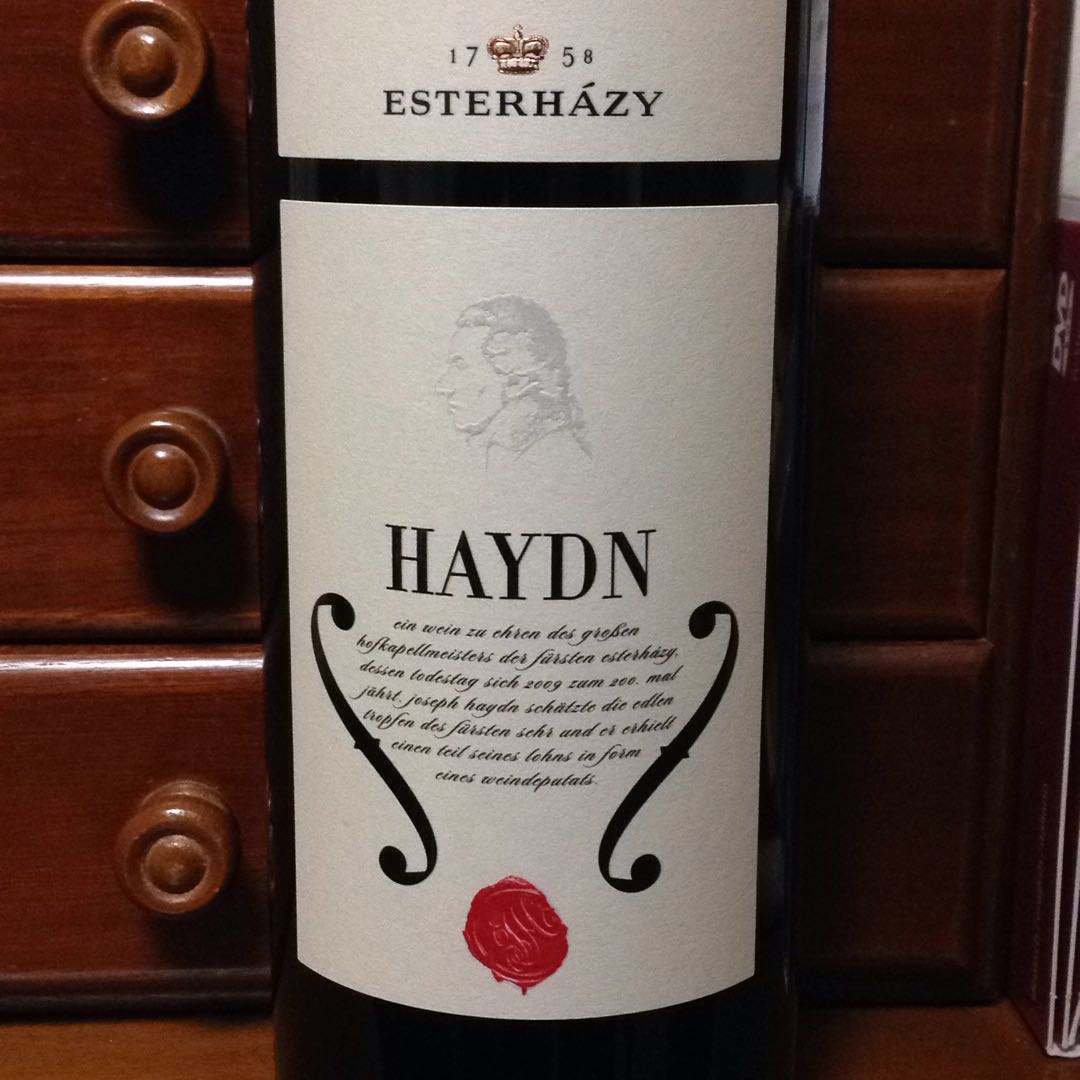 17 58
ESTERHÁZY
HAYDN
ein wein zu ehren des großen
hofkapellmeisters der fürsten esterházy,
dessen todestag sich 2009 zum 200. mal
jährt. joseph haydn schätzte die edlen
tropfen des fürsten sehr und er erhielt
einen teil seines lohns in form
eines weindeputats.
DVD